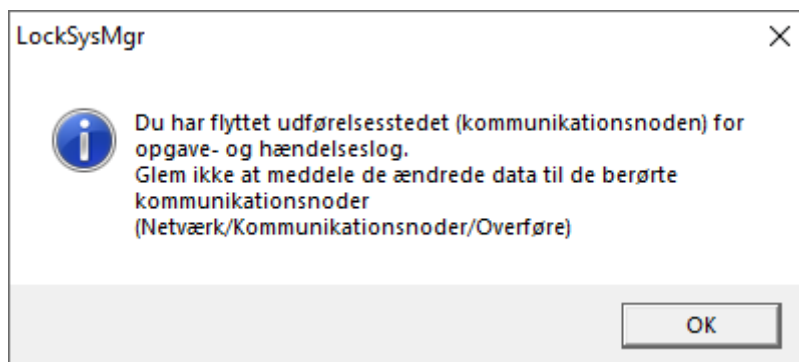 LockSysMgr
Du har flyttet udførelsesstedet (kommunikationsnoden) for
opgave- og hændelseslog.
Glem ikke at meddele de ændrede data til de berørte
kommunikationsnoder
(Netværk/Kommunikationsnoder/Overføre)
OK